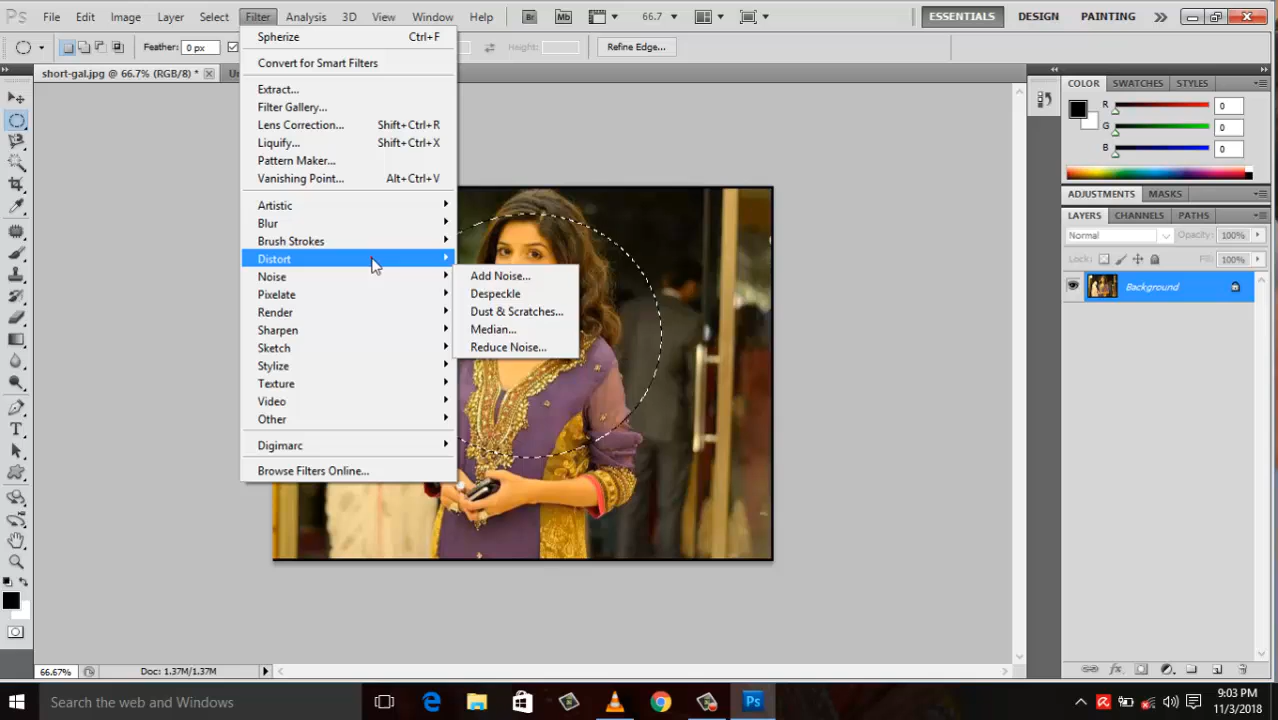 Ps File Edit Image Layer Select Filter Analysis 3D View Window Help Br Mb 66.7 ESSENTIALS DESIGN PAINTING
Feather: 0 px Height: Refine Edge...
short-gal.jpg @ 66.7% (RGB/8) *
Spherize Ctrl+F
Convert for Smart Filters
Extract...
Filter Gallery...
Lens Correction... Shift+Ctrl+R
Liquify... Shift+Ctrl+X
Pattern Maker...
Vanishing Point... Alt+Ctrl+V
Artistic
Blur
Brush Strokes
Distort
Noise
Pixelate
Render
Sharpen
Sketch
Stylize
Texture
Video
Other
Digimarc
Browse Filters Online...
Add Noise...
Despeckle
Dust & Scratches...
Median...
Reduce Noise...
COLOR SWATCHES STYLES
R 0
G 0
B 0
ADJUSTMENTS MASKS
LAYERS CHANNELS PATHS
Normal Opacity: 100%
Lock: Fill: 100%
Background
66.67% Doc: 1.37M/1.37M
Search the web and Windows
Ps
9:03 PM
11/3/2018